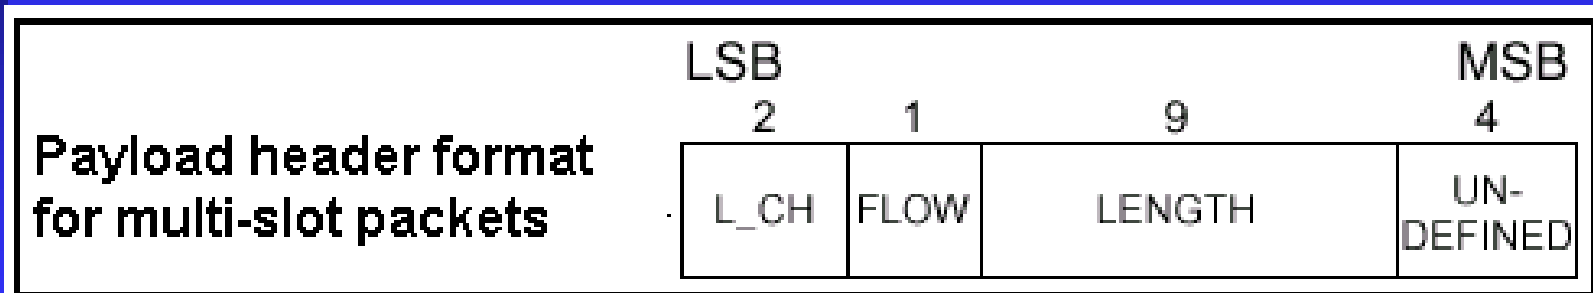 LSB MSB
2 1 9 4
Payload header format
for multi-slot packets
L_CH FLOW LENGTH UN-
DEFINED